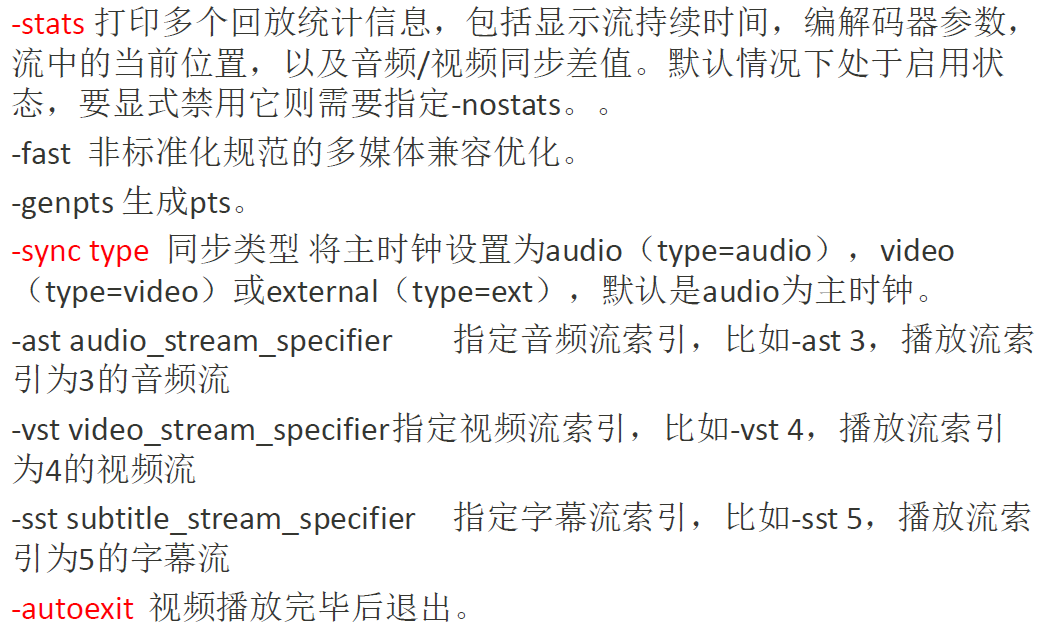 -stats 打印多个回放统计信息，包括显示流持续时间，编解码器参数，
流中的当前位置，以及音频/视频同步差值。默认情况下处于启用状
态，要显式禁用它则需要指定-nostats。。
-fast 非标准化规范的多媒体兼容优化。
-genpts 生成pts。
-sync type 同步类型 将主时钟设置为audio（type=audio），video
（type=video）或external（type=ext），默认是audio为主时钟。
-ast audio_stream_specifier 指定音频流索引，比如-ast 3，播放流索
引为3的音频流
-vst video_stream_specifier指定视频流索引，比如-vst 4，播放流索引
为4的视频流
-sst subtitle_stream_specifier 指定字幕流索引，比如-sst 5，播放流索
引为5的字幕流
-autoexit 视频播放完毕后退出。